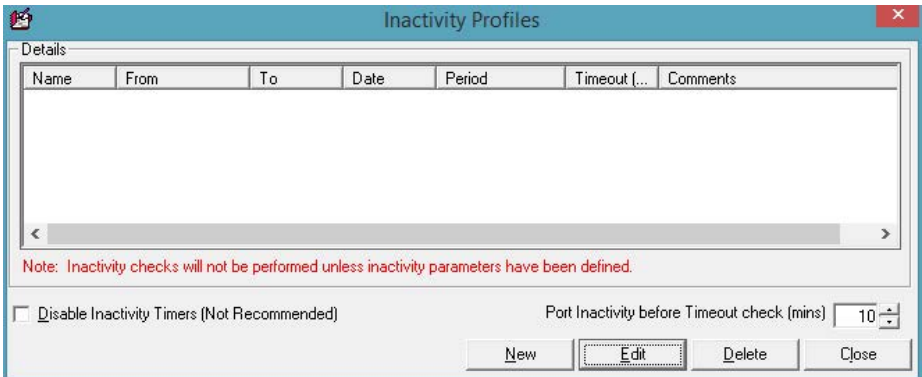 Inactivity Profiles
Details
Name From To Date Period Timeout (... Comments
Note: Inactivity checks will not be performed unless inactivity parameters have been defined.
Disable Inactivity Timers (Not Recommended) Port Inactivity before Timeout check (mins) 10
New Edit Delete Close